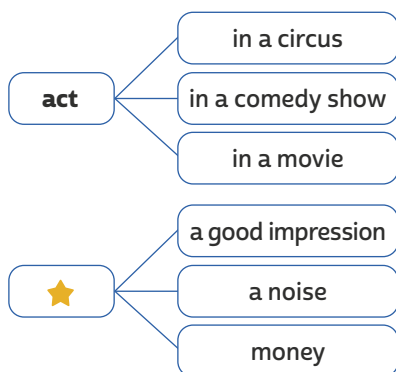 in a circus
act
in a comedy show
in a movie
a good impression
a noise
money